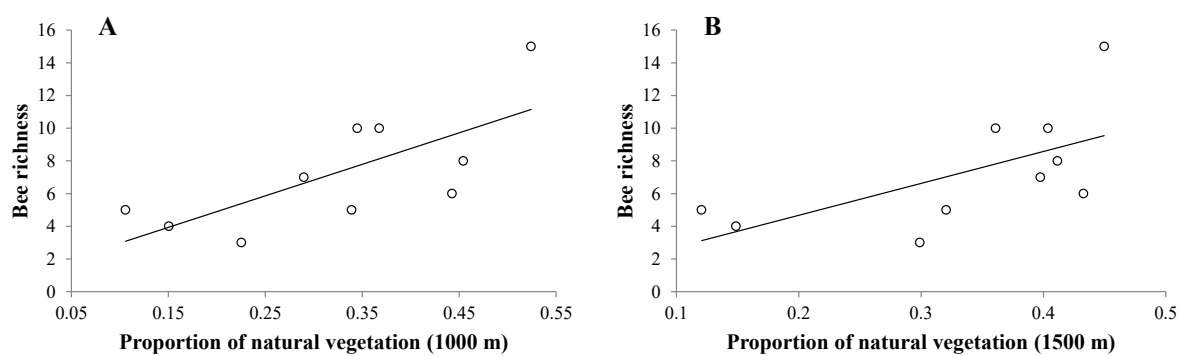 A
Bee richness
16
14
12
10
8
6
4
2
0
0.05 0.15 0.25 0.35 0.45 0.55
Proportion of natural vegetation (1000 m)
B
Bee richness
16
14
12
10
8
6
4
2
0
0.1 0.2 0.3 0.4 0.5
Proportion of natural vegetation (1500 m)